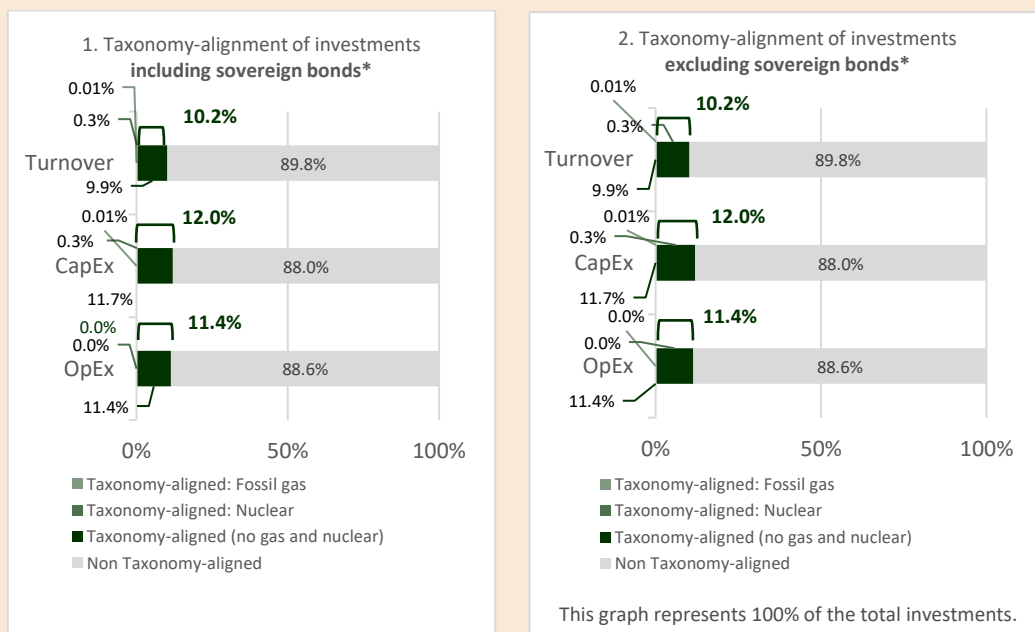 1. Taxonomy-alignment of investments
including sovereign bonds*
0.01%
10.2%
0.3%
Turnover
89.8%
9.9%
0.01%
12.0%
0.3%
CapEx
88.0%
11.7%
0.0%
11.4%
0.0%
OpEx
88.6%
11.4%
0%
50%
100%
Taxonomy-aligned: Fossil gas
Taxonomy-aligned: Nuclear
Taxonomy-aligned (no gas and nuclear)
Non Taxonomy-aligned
2. Taxonomy-alignment of investments
excluding sovereign bonds*
0.01%
10.2%
0.3%
Turnover
89.8%
9.9%
0.01%
12.0%
0.3%
CapEx
88.0%
11.7%
0.0%
11.4%
0.0%
OpEx
88.6%
11.4%
0%
50%
100%
Taxonomy-aligned: Fossil gas
Taxonomy-aligned: Nuclear
Taxonomy-aligned (no gas and nuclear)
Non Taxonomy-aligned
This graph represents 100% of the total investments.